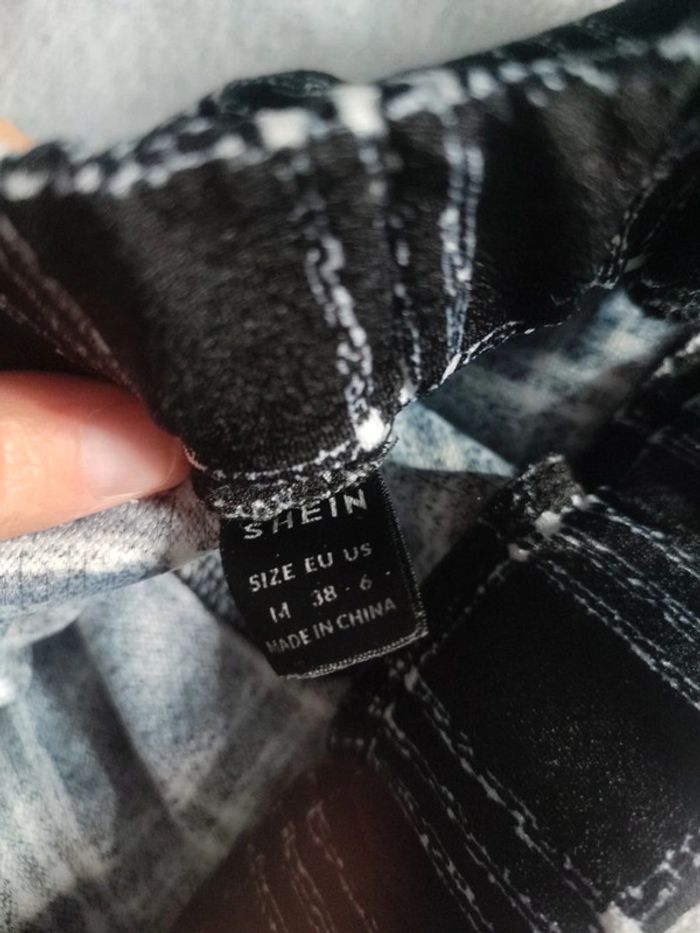 SHEIN
SIZE EU US
M 38 - 6
MADE IN CHINA